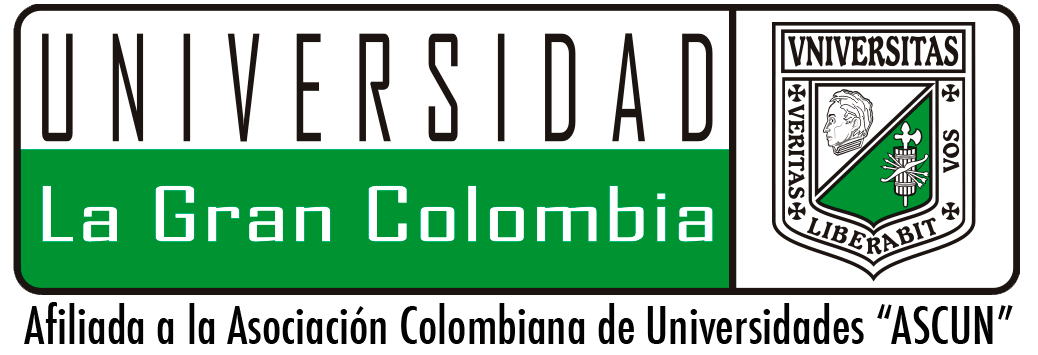 UNIVERSIDAD
La Gran Colombia
VNIVERSITAS
VERITAS
LIBERABIT
VOS
Afiliada a la Asociación Colombiana de Universidades “ASCUN”